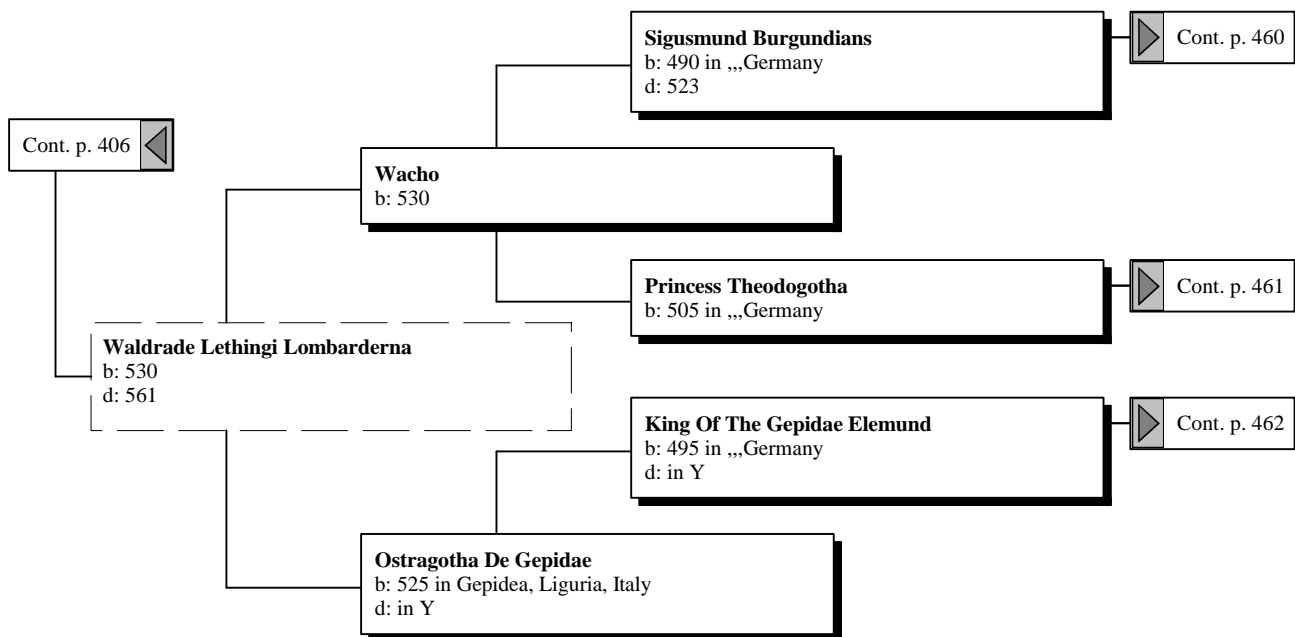 Sigusmund Burgundians
b: 490 in ,,,Germany
d: 523
Cont. p. 460
Cont. p. 406
Wacho
b: 530
Princess Theodogotha
b: 505 in ,,,Germany
Cont. p. 461
Waldrade Lethingi Lombarderna
b: 530
d: 561
King Of The Gepidae Elemund
b: 495 in ,,,Germany
d: in Y
Cont. p. 462
Ostragotha De Gepidae
b: 525 in Gepidea, Liguria, Italy
d: in Y